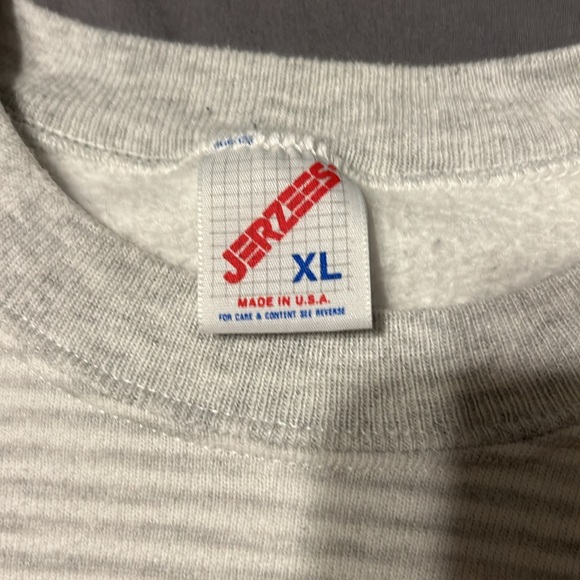 JERZEES
XL
MADE IN U.S.A.
FOR CARE & CONTENT SEE REVERSE